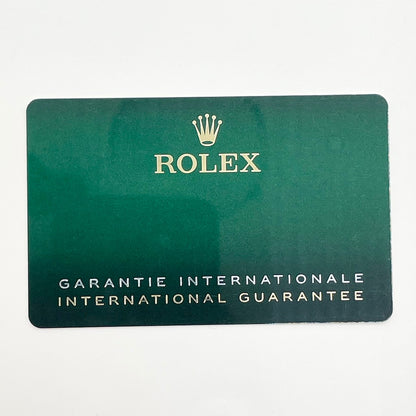 ROLEX
GARANTIE INTERNATIONALE
INTERNATIONAL GUARANTEE